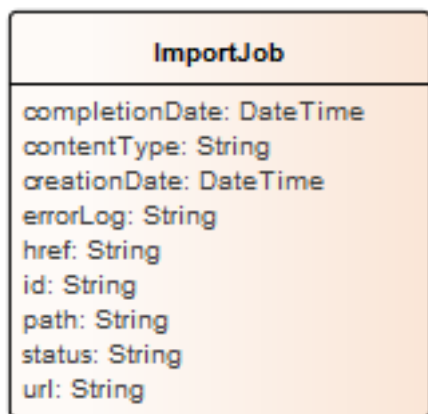 ImportJob
completionDate: DateTime
contentType: String
creationDate: DateTime
errorLog: String
href: String
id: String
path: String
status: String
url: String